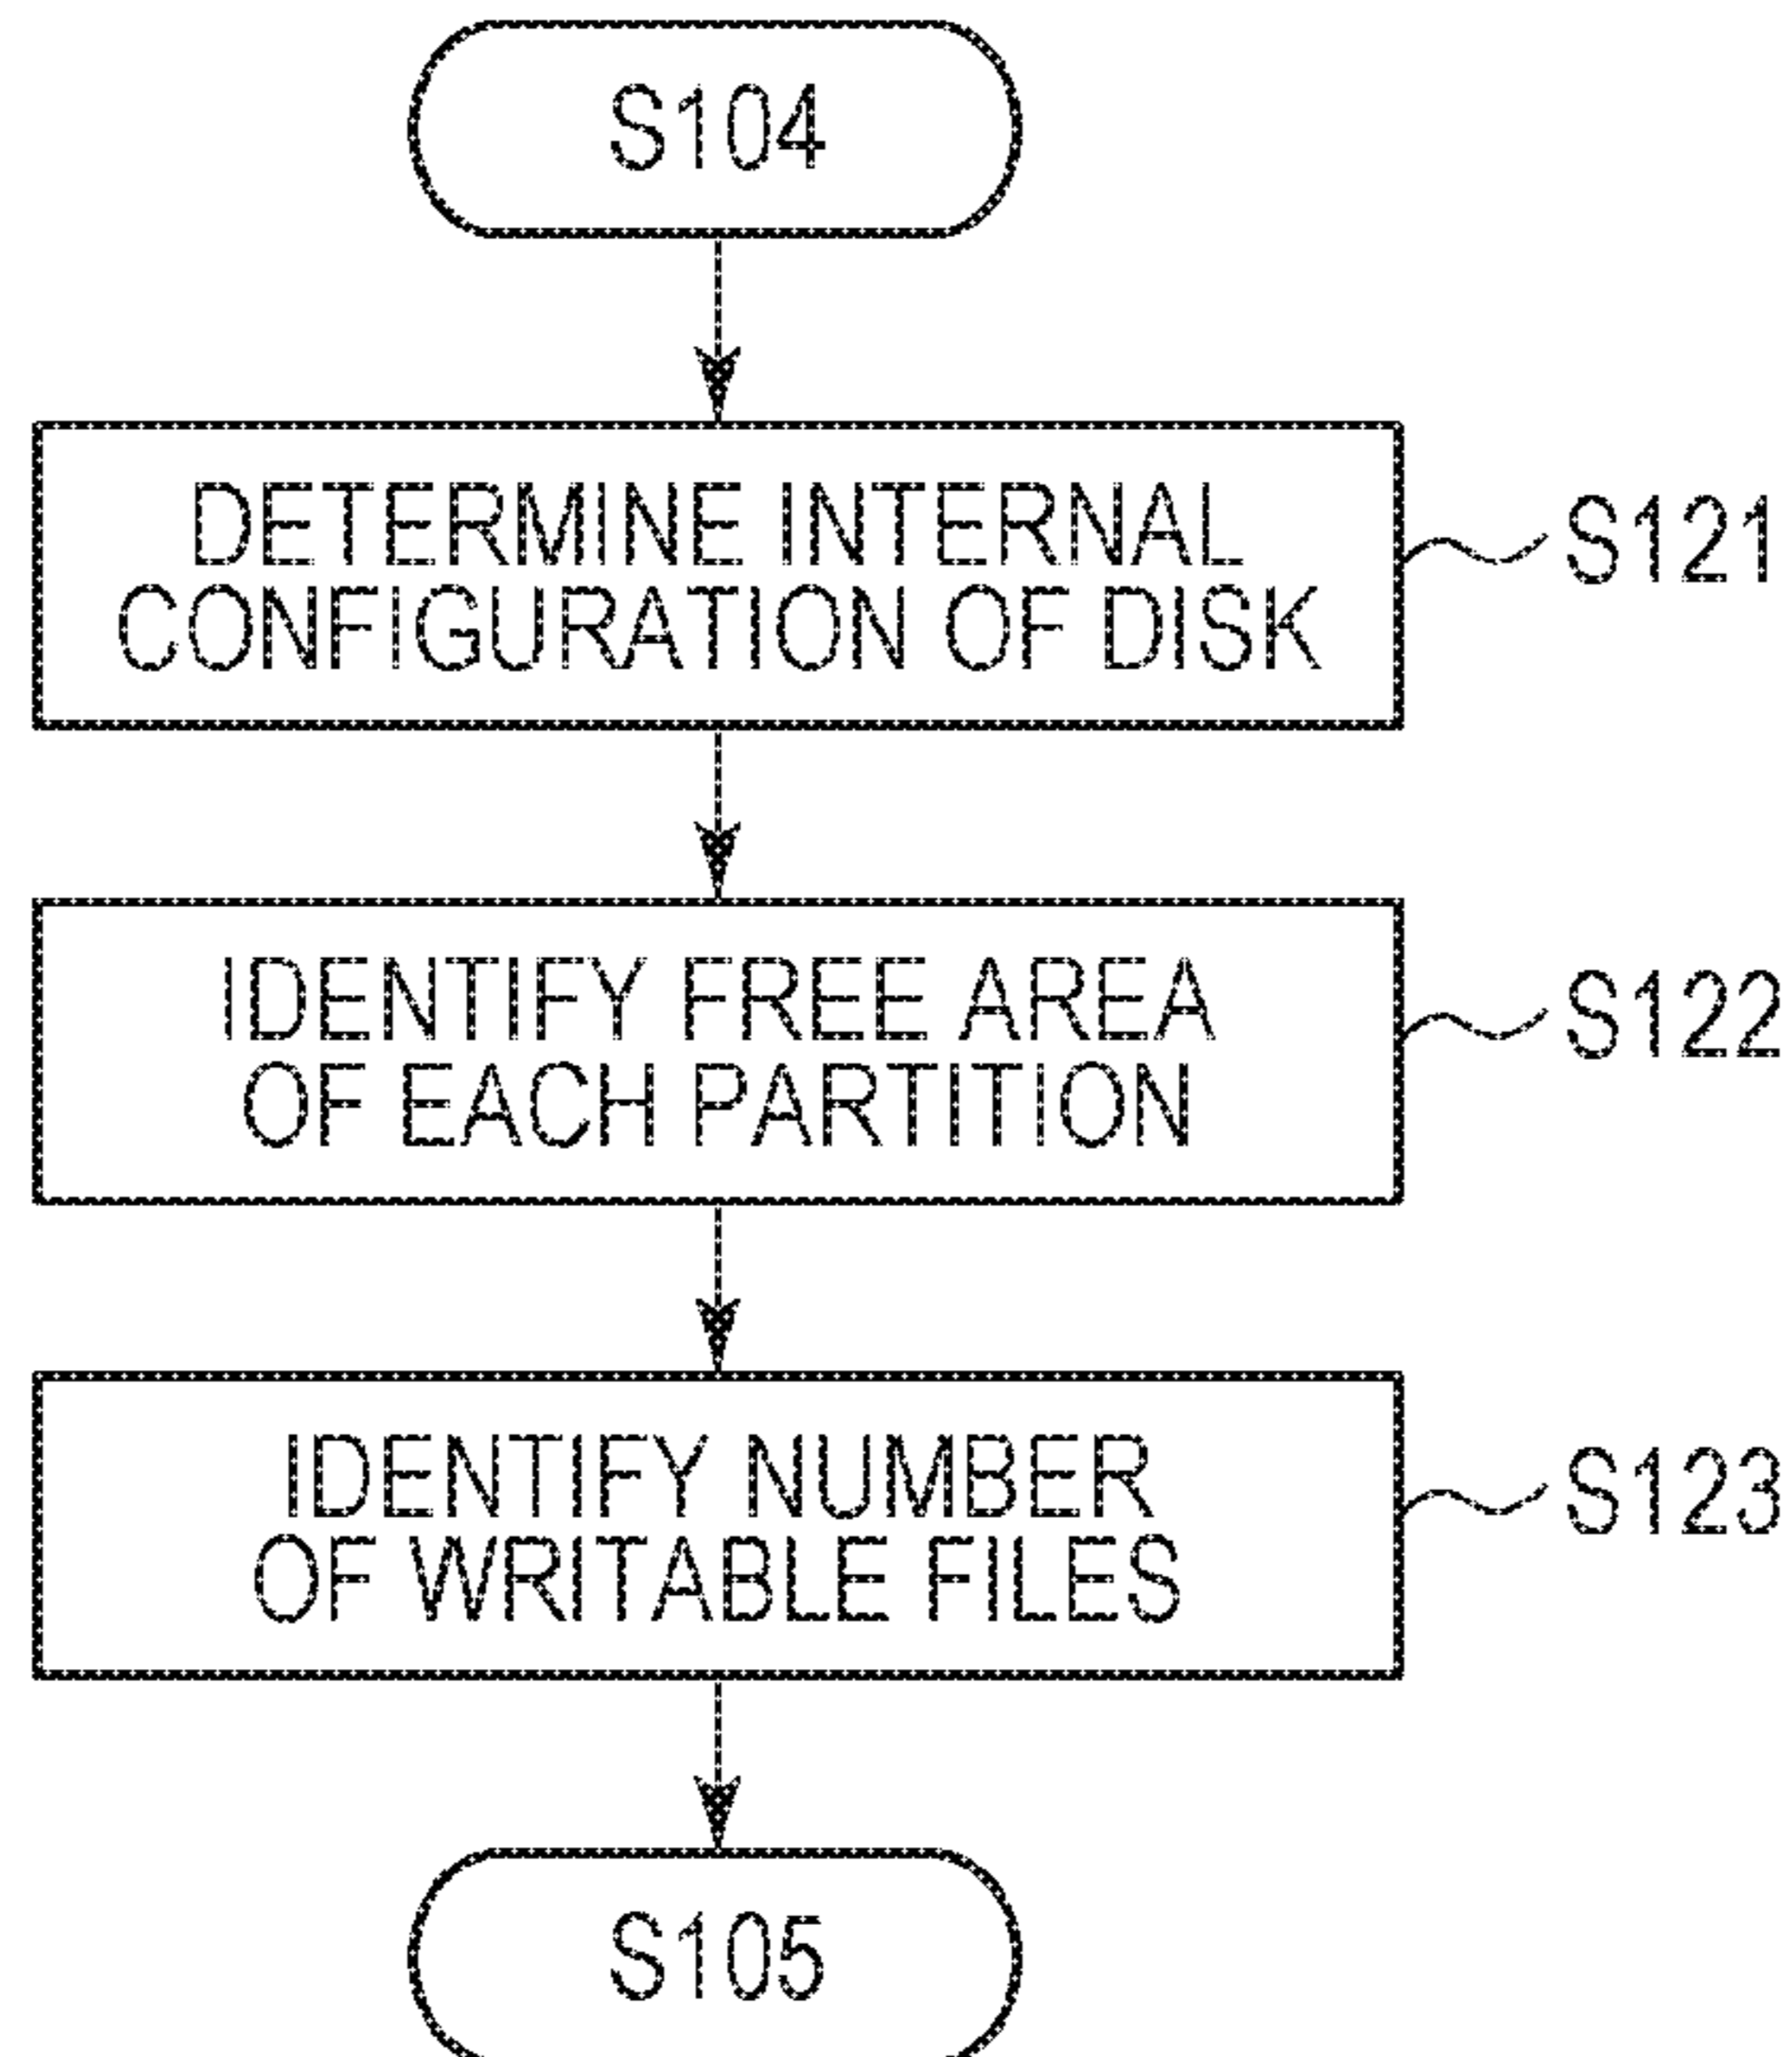 S104
DETERMINE INTERNAL
CONFIGURATION OF DISK
S121
IDENTIFY FREE AREA
OF EACH PARTITION
S122
IDENTIFY NUMBER
OF WRITABLE FILES
S123
S105